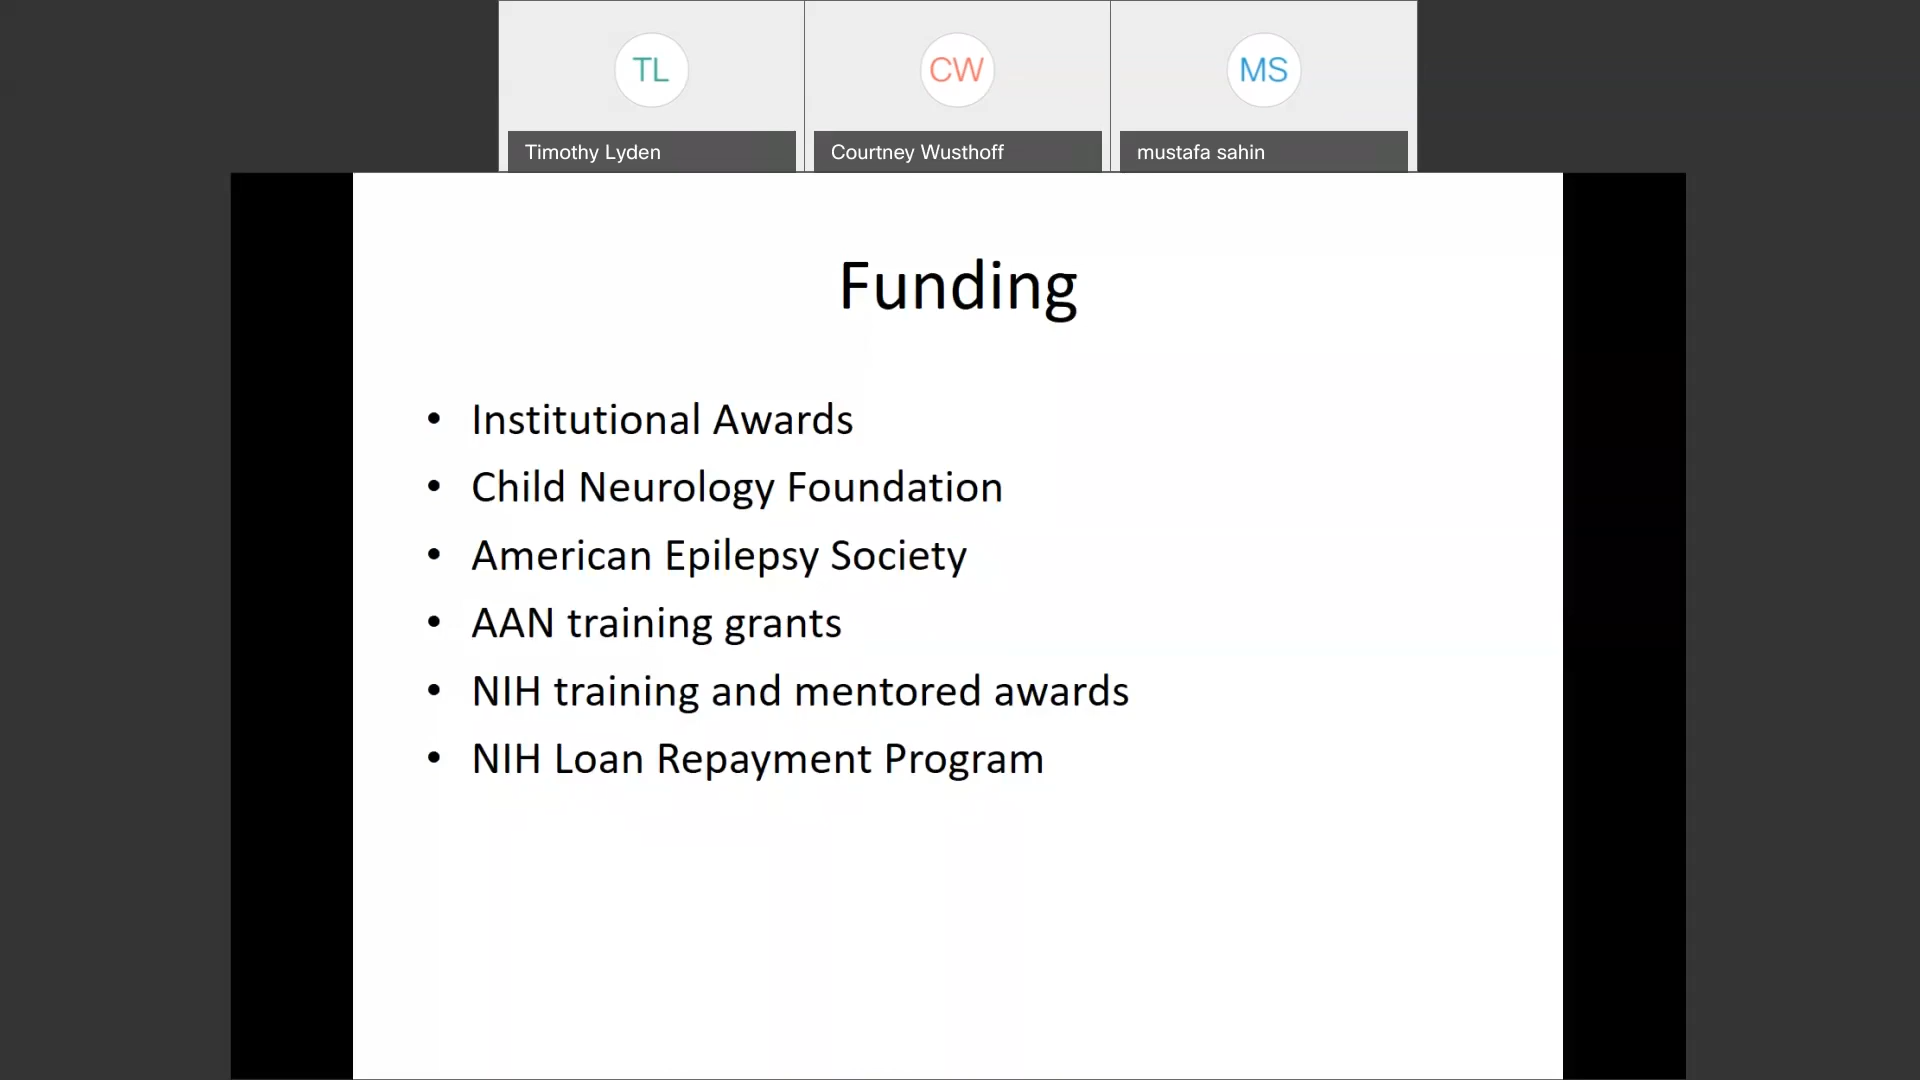 TL
CW
MS
Timothy Lyden
Courtney Wusthoff
mustafa sahin
Funding
• Institutional Awards
• Child Neurology Foundation
• American Epilepsy Society
• AAN training grants
• NIH training and mentored awards
• NIH Loan Repayment Program